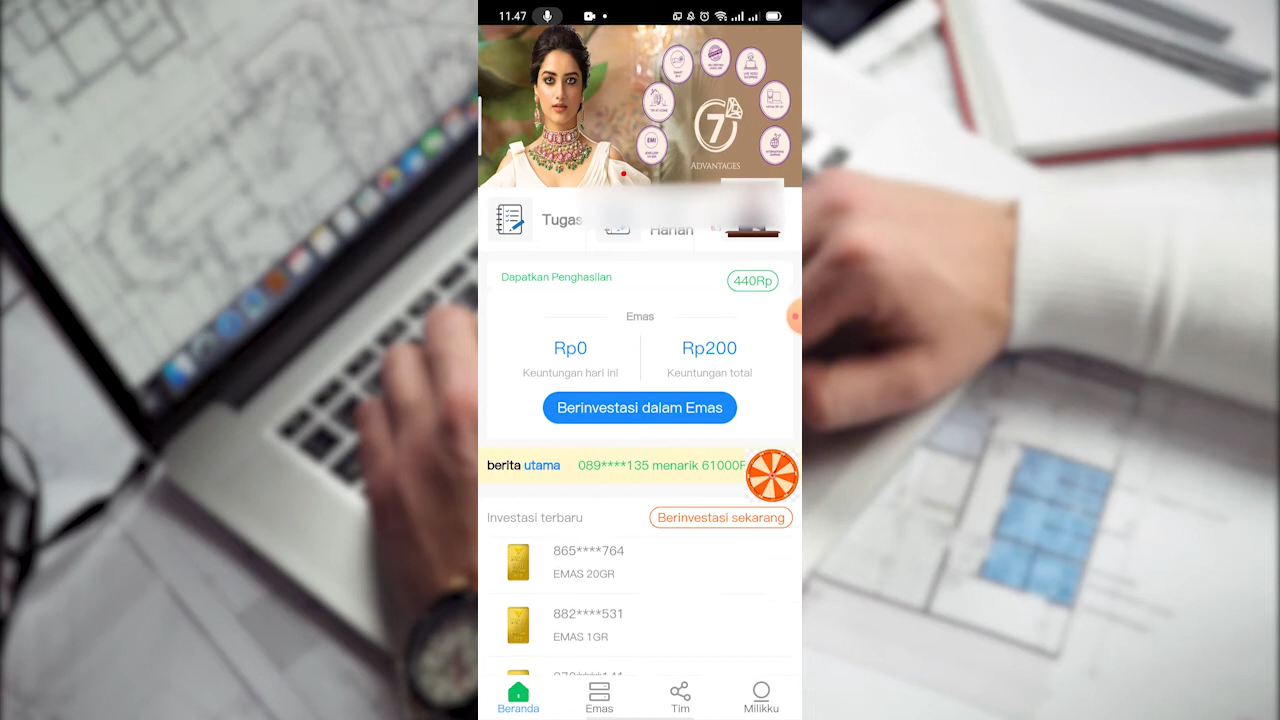 11.47
7
ADVANTAGES
EMI
Tugas
Harian
Dapatkan Penghasilan
440Rp
Emas
Rp0
Rp200
Keuntungan hari ini
Keuntungan total
Berinvestasi dalam Emas
berita utama
089****135 menarik 61000R
Investasi terbaru
Berinvestasi sekarang
865****764
EMAS 20GR
882****531
EMAS 1GR
Beranda
Emas
Tim
Milikku